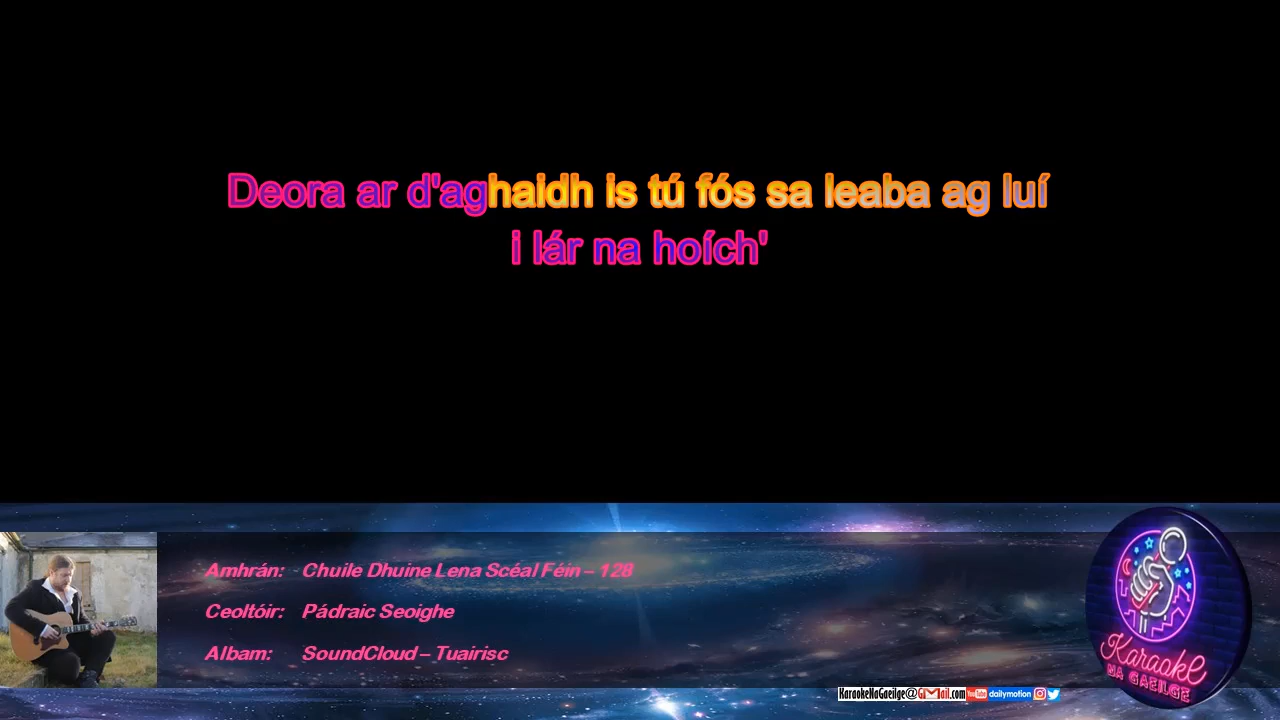 Deora ar d'aghaidh is tú fós sa leaba ag luí
i lár na hoích'
Amhrán: Chuile Dhuine Lena Scéal Féin – 128
Ceoltóir: Pádraic Seoighe
Albam: SoundCloud – Tuairisc
KaraokeNaGaeilge@GMail.com YouTube dailymotion
Karaoke
NA GAEILGE